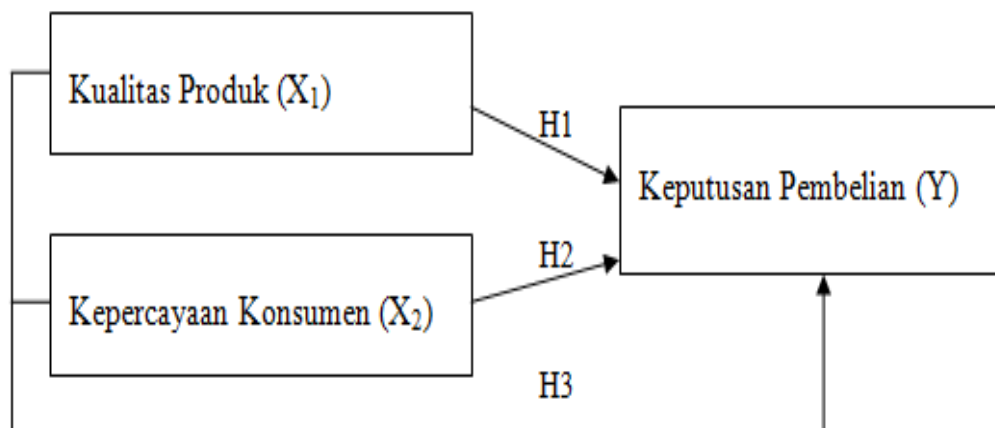 Kualitas Produk (X₁)
H1
Keputusan Pembelian (Y)
H2
Kepercayaan Konsumen (X₂)
H3